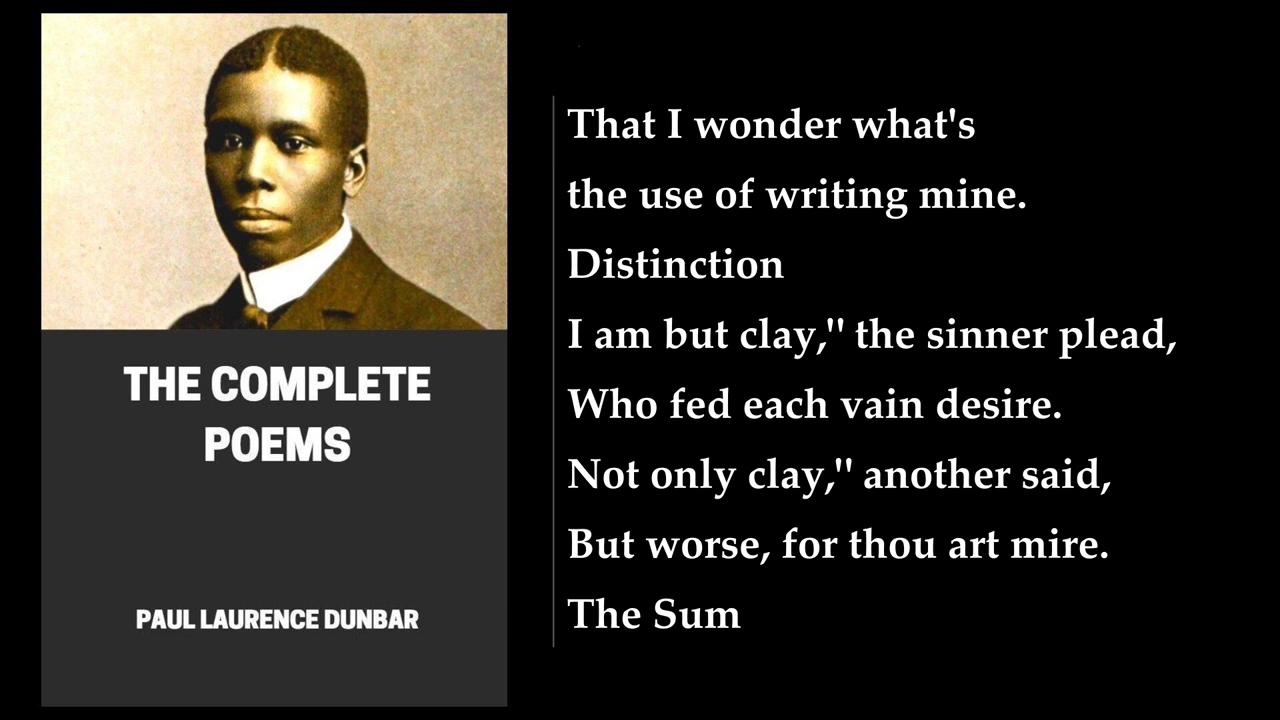 THE COMPLETE
POEMS
PAUL LAURENCE DUNBAR
That I wonder what's
the use of writing mine.
Distinction
I am but clay," the sinner plead,
Who fed each vain desire.
Not only clay," another said,
But worse, for thou art mire.
The Sum